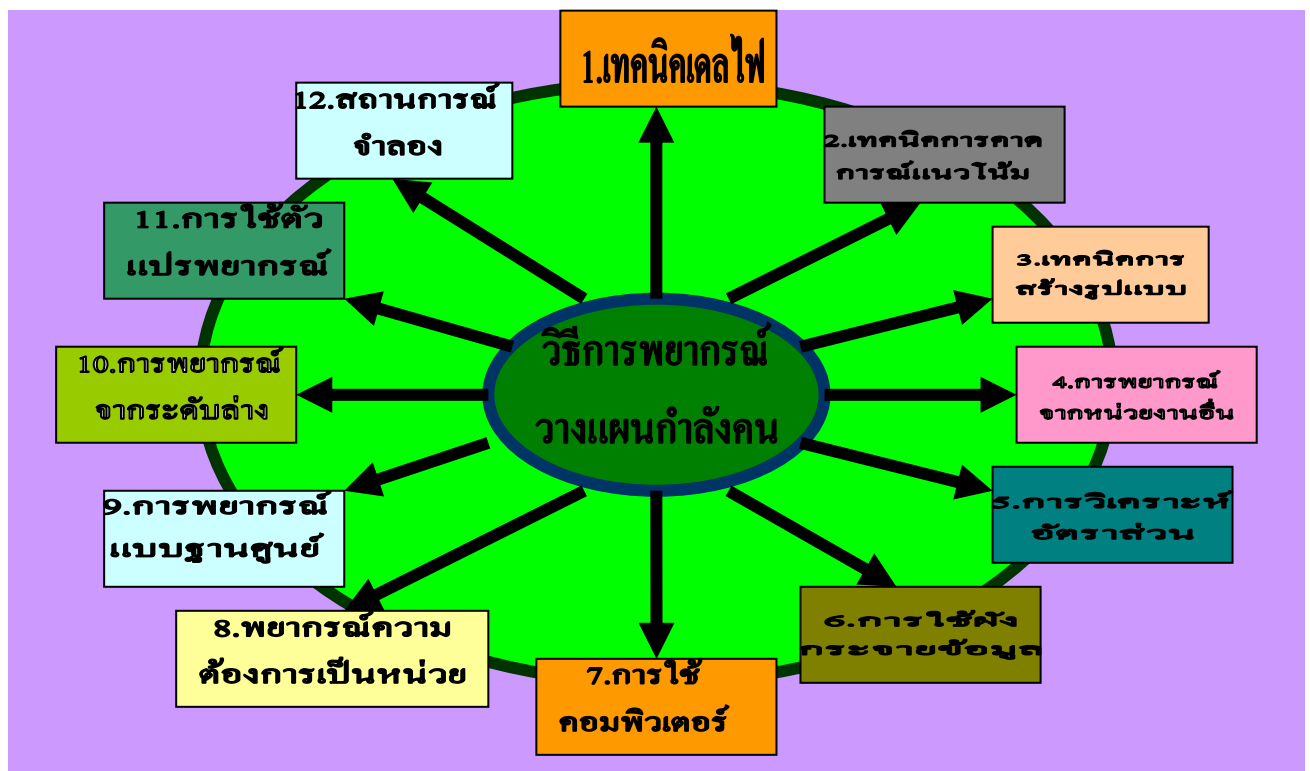 1.เทคนิคเดลไฟ
2.เทคนิคการคาด
การณ์แนวโน้ม
3.เทคนิคการ
สร้างรูปแบบ
4.การพยากรณ์
จากหน่วยงานอื่น
5.การวิเคราะห์
อัตราส่วน
6.การใช้ผัง
กระจายข้อมูล
7.การใช้
คอมพิวเตอร์
8.พยากรณ์ความ
ต้องการเป็นหน่วย
9.การพยากรณ์
แบบฐานศูนย์
10.การพยากรณ์
จากระดับล่าง
11.การใช้ตัว
แปรพยากรณ์
12.สถานการณ์
จำลอง
วิธีการพยากรณ์
วางแผนกำลังคน